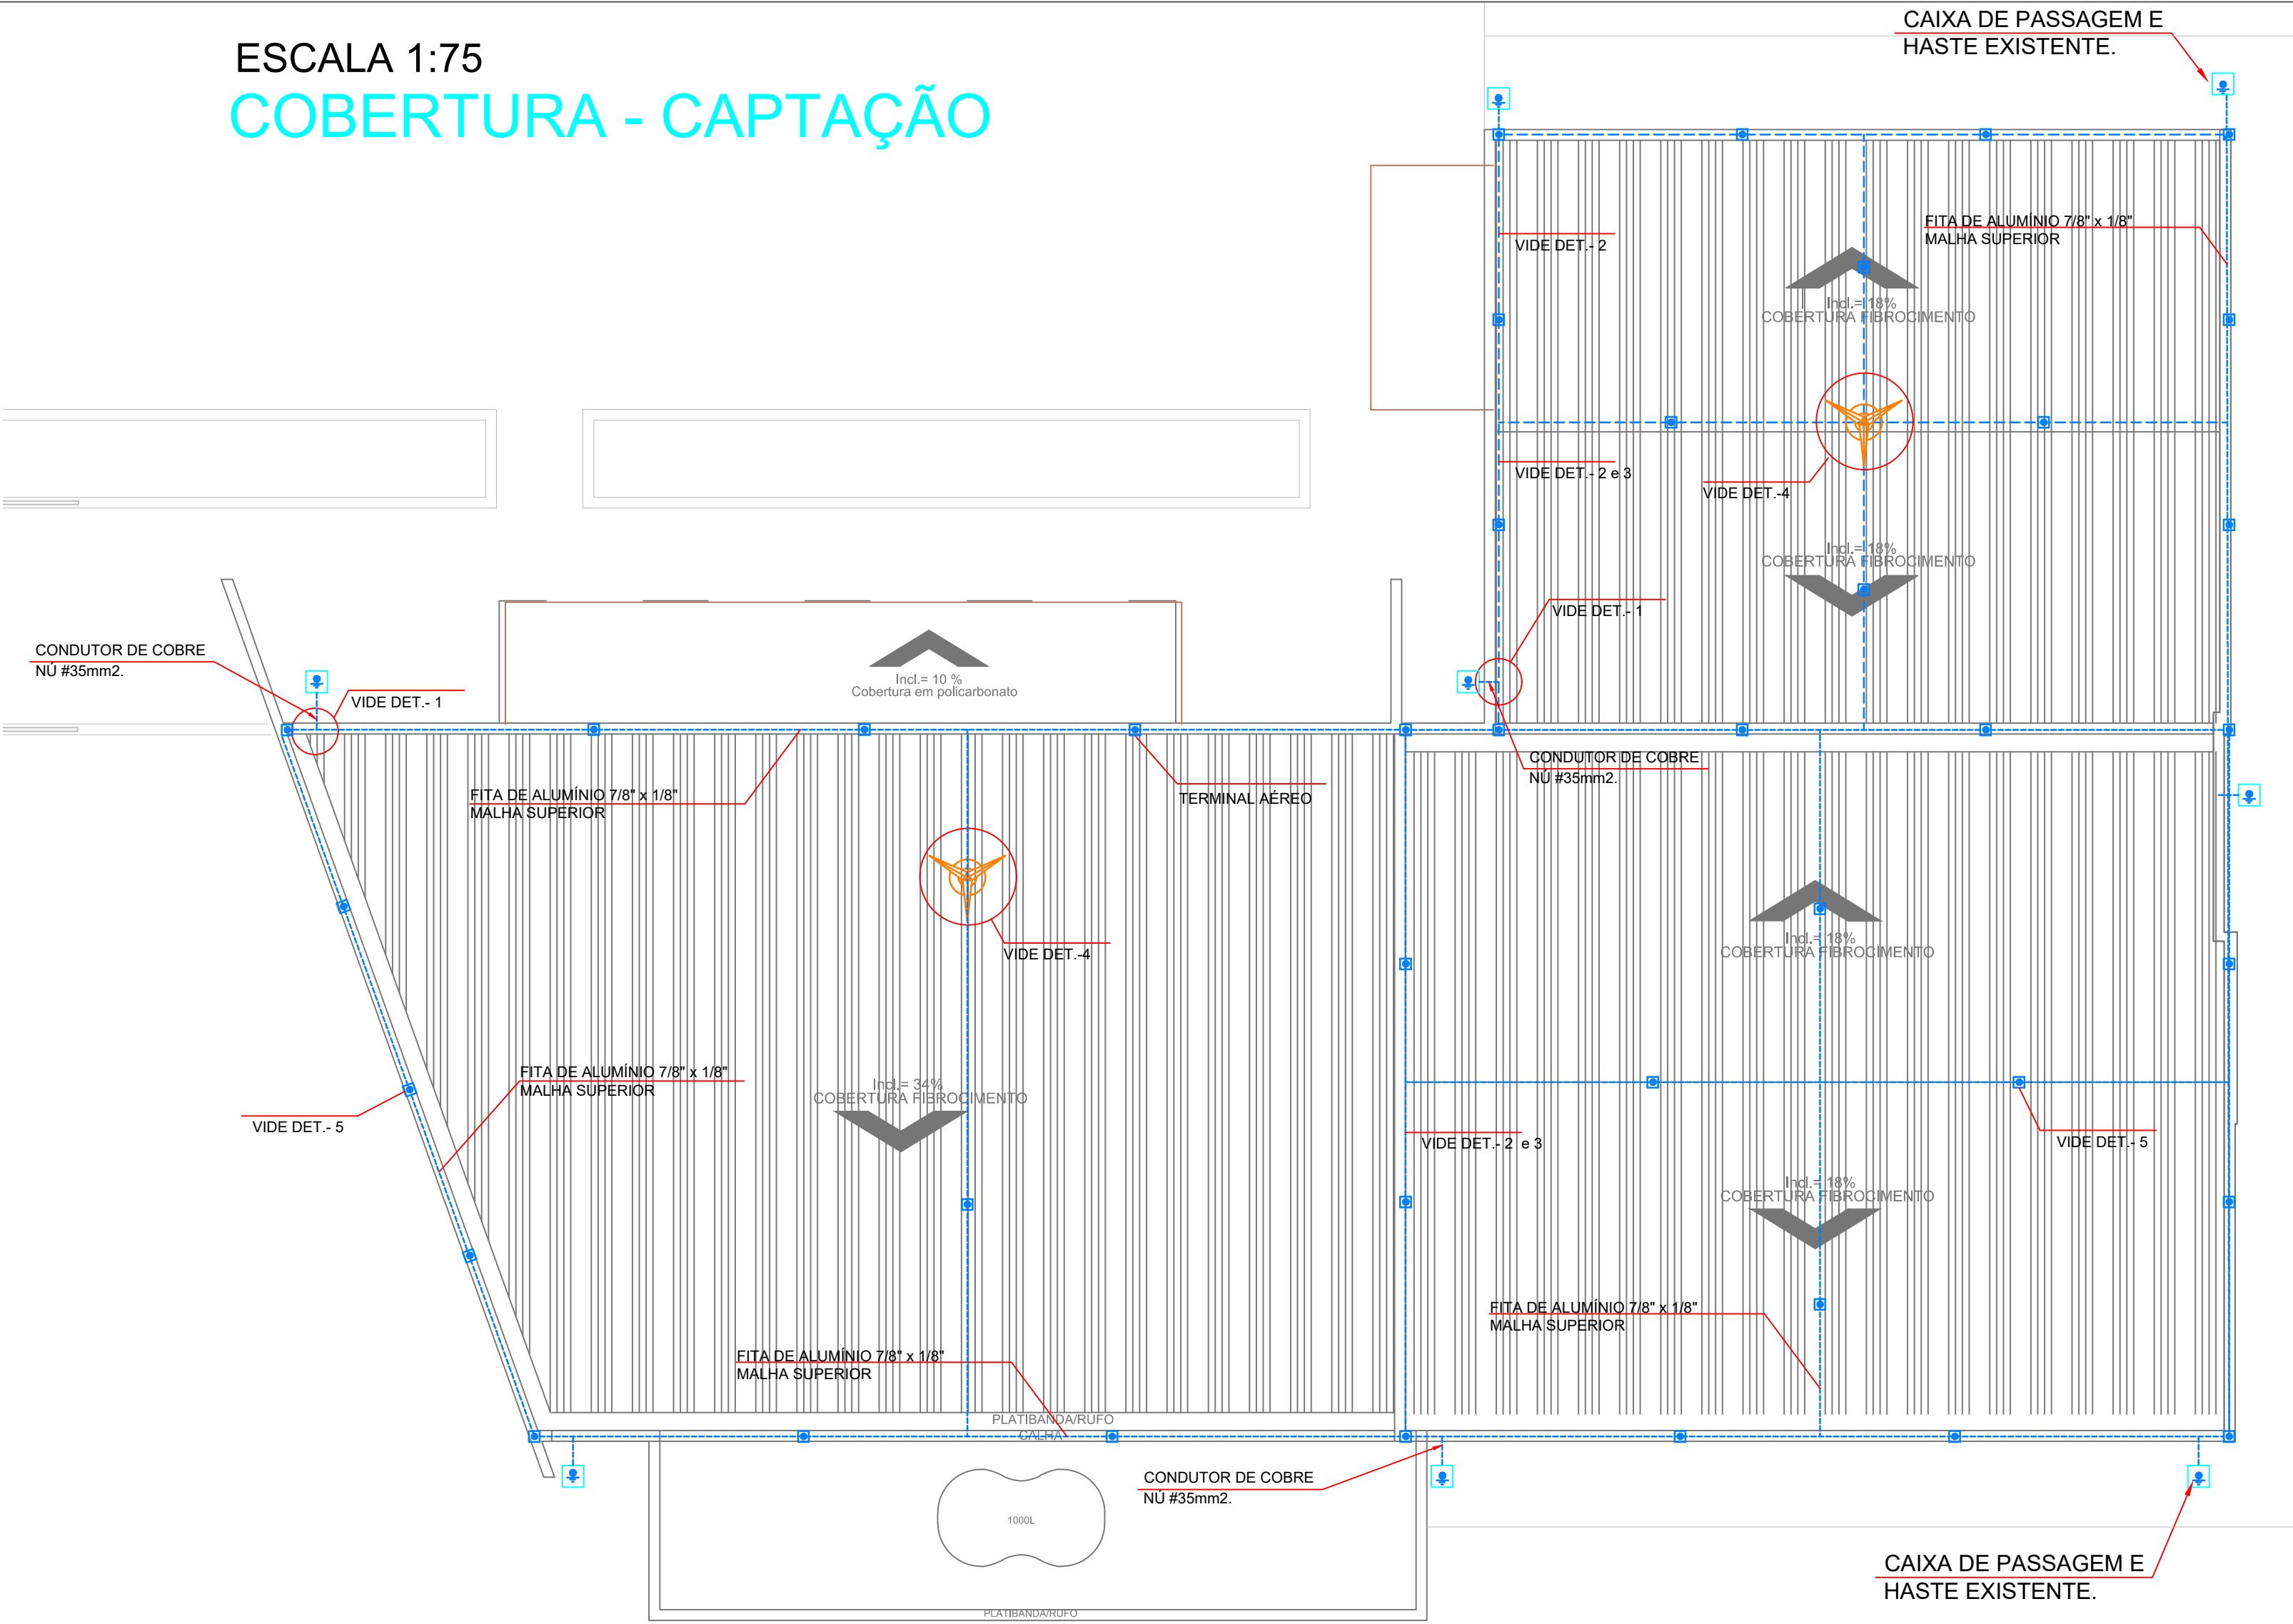 ESCALA 1:75
COBERTURA - CAPTAÇÃO
CAIXA DE PASSAGEM E
HASTE EXISTENTE.
FITA DE ALUMÍNIO 7/8" x 1/8"
MALHA SUPERIOR
VIDE DET.- 2
Incl.= 18%
COBERTURA FIBROCIMENTO
VIDE DET.- 2 e 3
VIDE DET.-4
Incl.= 18%
COBERTURA FIBROCIMENTO
VIDE DET.- 1
CONDUTOR DE COBRE
NÚ #35mm2.
VIDE DET.- 1
Incl.= 10 %
Cobertura em policarbonato
CONDUTOR DE COBRE
NÚ #35mm2.
FITA DE ALUMÍNIO 7/8" x 1/8"
MALHA SUPERIOR
TERMINAL AÉREO
VIDE DET.-4
Incl.= 18%
COBERTURA FIBROCIMENTO
FITA DE ALUMÍNIO 7/8" x 1/8"
MALHA SUPERIOR
Incl.= 34%
COBERTURA FIBROCIMENTO
VIDE DET.- 5
VIDE DET.- 2 e 3
VIDE DET.- 5
Incl.= 18%
COBERTURA FIBROCIMENTO
FITA DE ALUMÍNIO 7/8" x 1/8"
MALHA SUPERIOR
FITA DE ALUMÍNIO 7/8" x 1/8"
MALHA SUPERIOR
PLATIBANDA/RUFO
CALHA
CONDUTOR DE COBRE
NÚ #35mm2.
1000L
CAIXA DE PASSAGEM E
HASTE EXISTENTE.
PLATIBANDA/RUFO